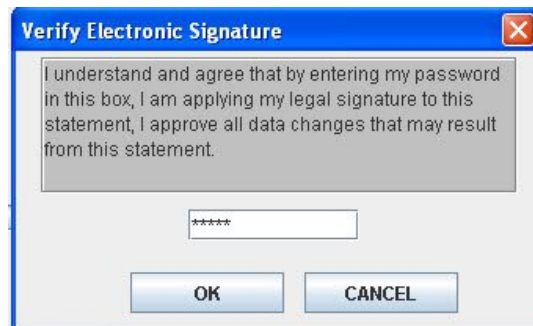 Verify Electronic Signature
I understand and agree that by entering my password
in this box, I am applying my legal signature to this
statement, I approve all data changes that may result
from this statement.
*****
OK
CANCEL